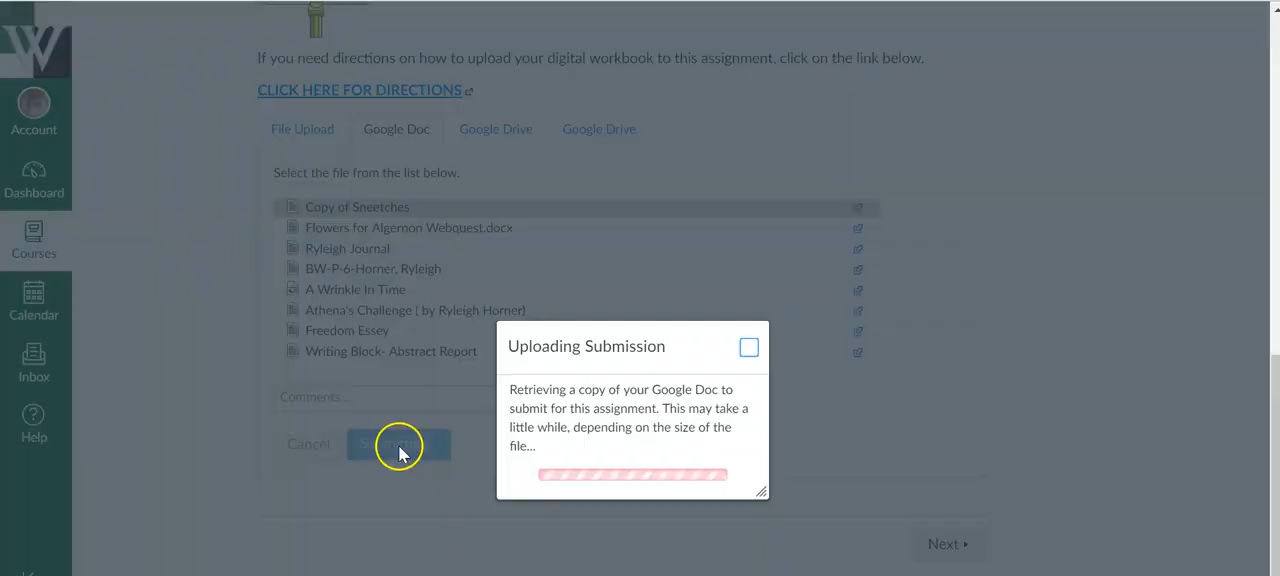 W
If you need directions on how to upload your digital workbook to this assignment, click on the link below.
CLICK HERE FOR DIRECTIONS
File Upload Google Doc Google Drive Google Drive
Select the file from the list below.
Copy of Sneetches
Flowers for Algernon Webquest.docx
Ryleigh Journal
BW-P-6-Horner, Ryleigh
A Wrinkle In Time
Athena's Challenge ( by Ryleigh Horner)
Freedom Essey
Writing Block- Abstract Report
Comments...
Cancel
Account
Dashboard
Courses
Calendar
Inbox
Help
Uploading Submission
Retrieving a copy of your Google Doc to
submit for this assignment. This may take a
little while, depending on the size of the
file...
Next